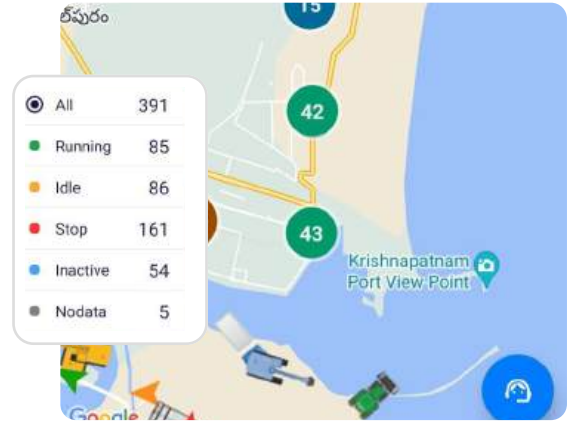 15
All 391
42
Running 85
Idle 86
Stop 161
43
Inactive 54
Krishnapatnam
Port View Point
Nodata 5
Google